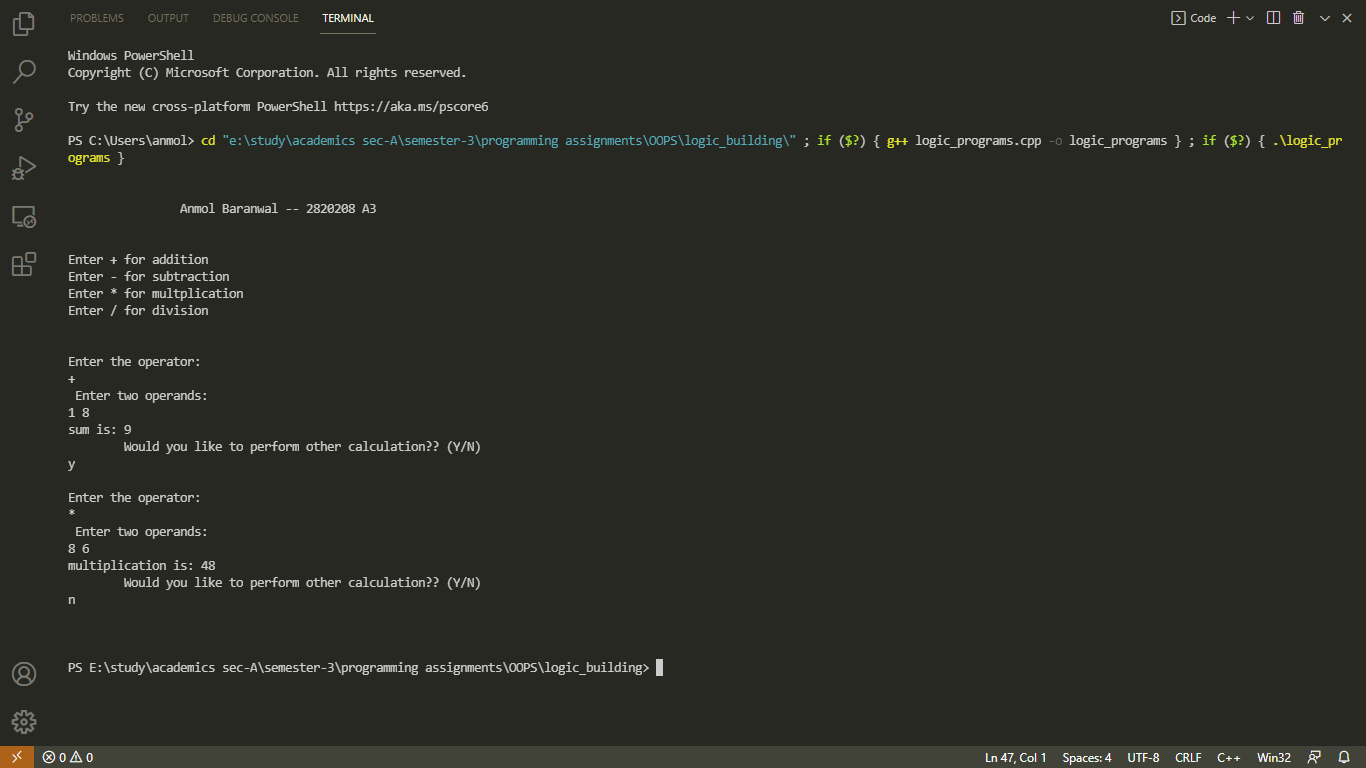 PROBLEMS OUTPUT DEBUG CONSOLE TERMINAL Code
Windows PowerShell
Copyright (C) Microsoft Corporation. All rights reserved.
Try the new cross-platform PowerShell https://aka.ms/pscore6
PS C:\Users\anmol> cd "e:\study\academics sec-A\semester-3\programming assignments\OOPS\logic_building\" ; if ($?) { g++ logic_programs.cpp -o logic_programs } ; if ($?) { .\logic_pr
ograms }
Anmol Baranwal -- 2820208 A3
Enter + for addition
Enter - for subtraction
Enter * for multplication
Enter / for division
Enter the operator:
+
Enter two operands:
1 8
sum is: 9
Would you like to perform other calculation?? (Y/N)
y
Enter the operator:
*
Enter two operands:
8 6
multiplication is: 48
Would you like to perform other calculation?? (Y/N)
n
PS E:\study\academics sec-A\semester-3\programming assignments\OOPS\logic_building>
0 0 Ln 47, Col 1 Spaces: 4 UTF-8 CRLF C++ Win32